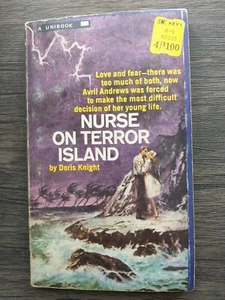 A UNIBOOK
4/$100
Love and fear—there was
too much of both, now
Avril Andrews was forced
to make the most difficult
decision of her young life.
NURSE
ON TERROR
ISLAND
by Doris Knight